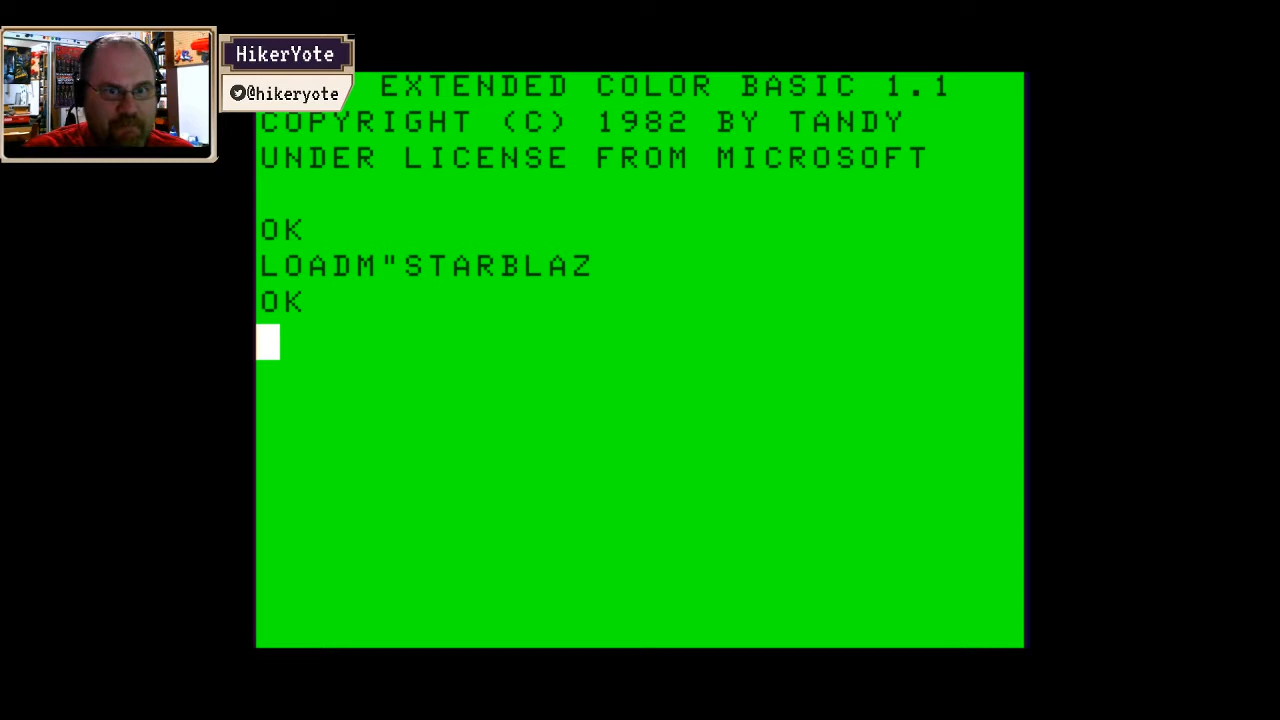 HikerYote
@hikeryote
EXTENDED COLOR BASIC 1.1
COPYRIGHT (C) 1982 BY TANDY
UNDER LICENSE FROM MICROSOFT
OK
LOADM"STARBLAZ
OK